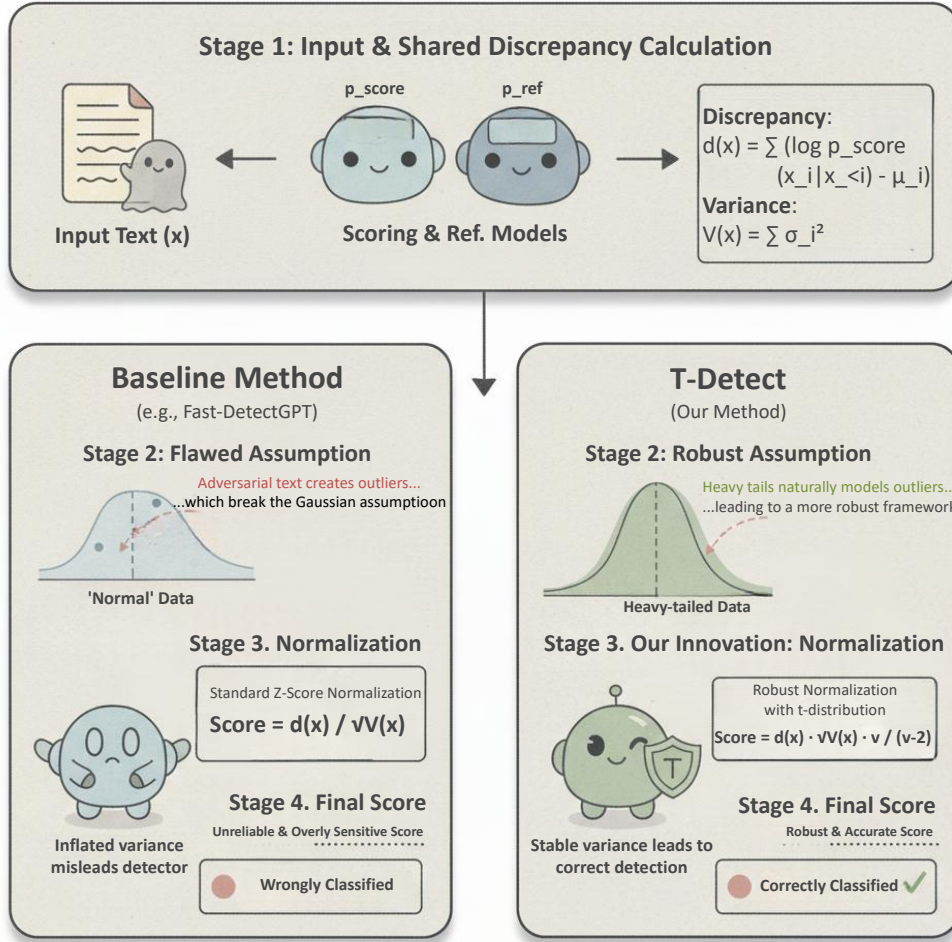 Stage 1: Input & Shared Discrepancy Calculation
p_score
p_ref
Input Text (x)
Scoring & Ref. Models
Discrepancy:
d(x) = ∑ (log p_score
(x_i|x_<i) - μ_i)
Variance:
V(x) = ∑ σ_i²
Baseline Method
(e.g., Fast-DetectGPT)
Stage 2: Flawed Assumption
Adversarial text creates outliers...
...which break the Gaussian assumptioon
'Normal' Data
Stage 3. Normalization
Standard Z-Score Normalization
Score = d(x) / √V(x)
Stage 4. Final Score
Unreliable & Overly Sensitive Score
Inflated variance
misleads detector
Wrongly Classified
T-Detect
(Our Method)
Stage 2: Robust Assumption
Heavy tails naturally models outliers...
...leading to a more robust framework
Heavy-tailed Data
Stage 3. Our Innovation: Normalization
Robust Normalization
with t-distribution
Score = d(x) · √V(x) · v / (v-2)
T
Stage 4. Final Score
Robust & Accurate Score
Stable variance leads to
correct detection
Correctly Classified